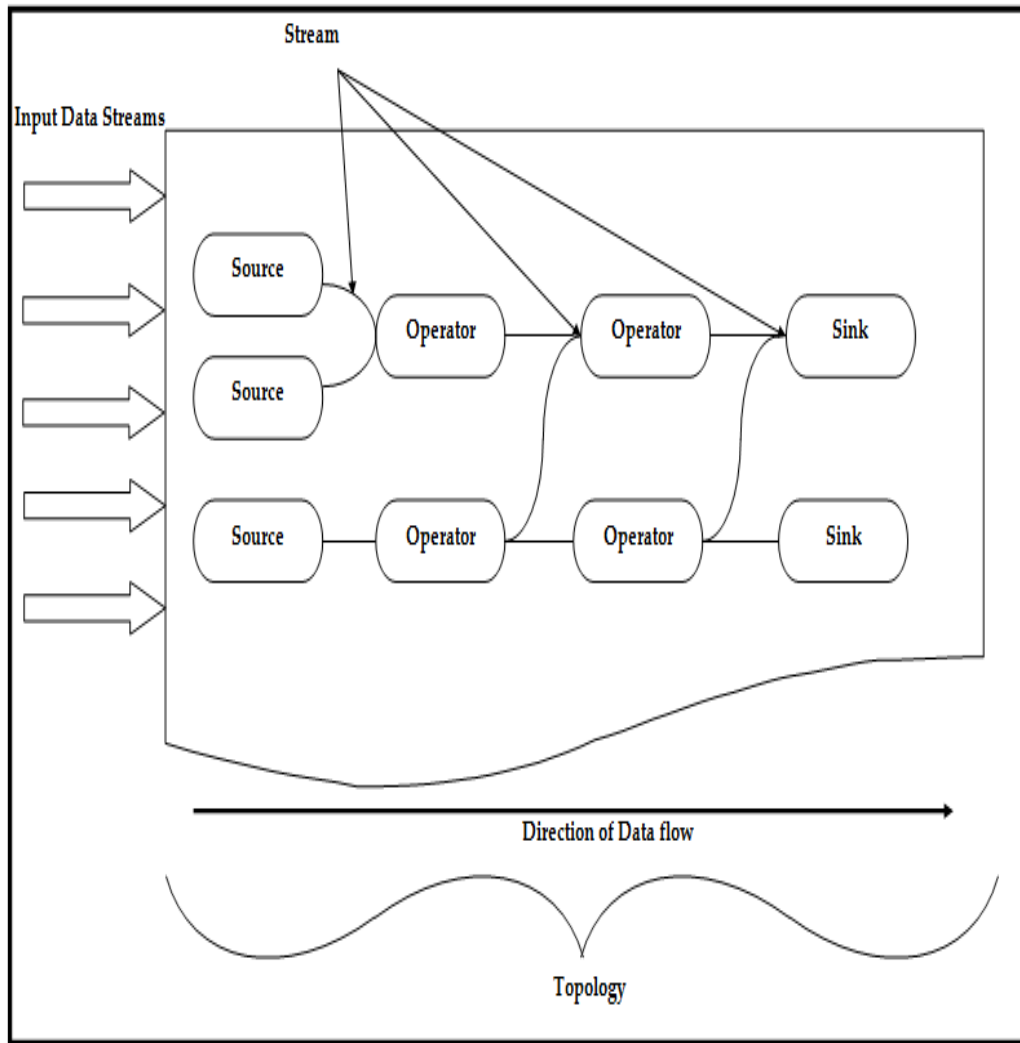 Stream
Input Data Streams
Source
Operator
Operator
Sink
Source
Source
Operator
Operator
Sink
Direction of Data flow
Topology